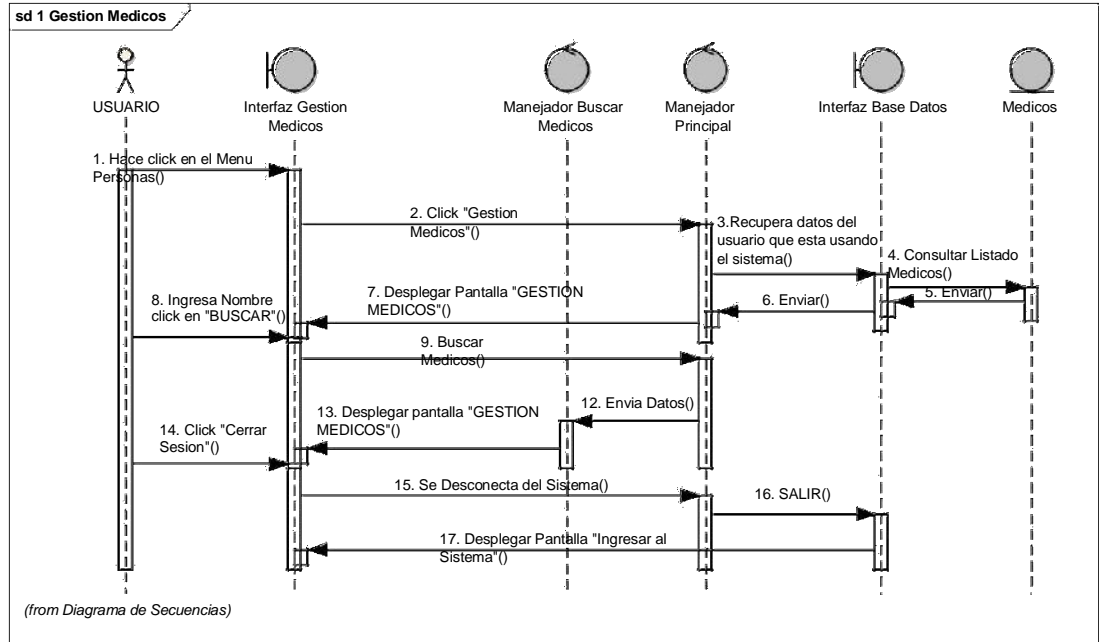 sd 1 Gestion Medicos
USUARIO
Interfaz Gestion
Medicos
Manejador Buscar
Medicos
Manejador
Principal
Interfaz Base Datos
Medicos
1. Hace click en el Menu
Personas()
2. Click "Gestion
Medicos"()
3.Recupera datos del
usuario que esta usando
el sistema()
4. Consultar Listado
Medicos()
5. Enviar()
6. Enviar()
7. Desplegar Pantalla "GESTION
MEDICOS"()
8. Ingresa Nombre
click en "BUSCAR"()
9. Buscar
Medicos()
12. Envia Datos()
13. Desplegar pantalla "GESTION
MEDICOS"()
14. Click "Cerrar
Sesion"()
15. Se Desconecta del Sistema()
16. SALIR()
17. Desplegar Pantalla "Ingresar al
Sistema"()
(from Diagrama de Secuencias)